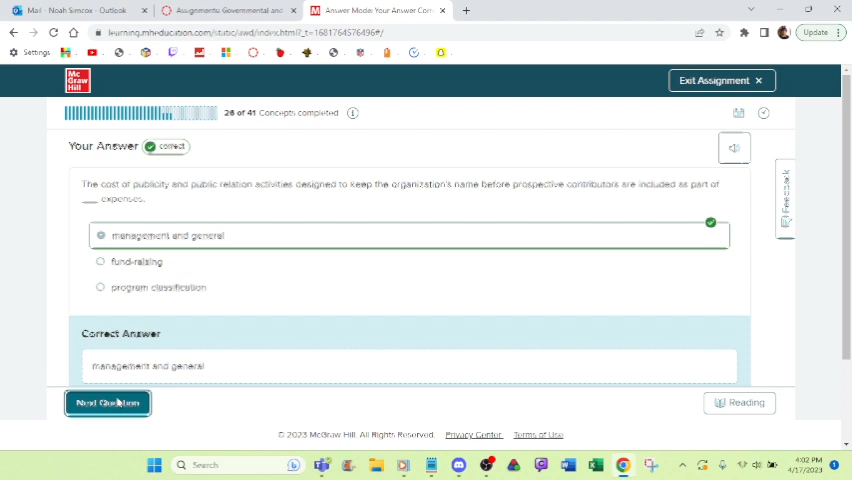 Mail - Noah Simcox - Outlook
Assignments: Governmental and
Answer Mode: Your Answer Corr
learning.mheducation.com/static/awd/index.html?_t=1681764576496#/
Update
Settings
Mc
Graw
Hill
Exit Assignment ×
26 of 41 Concepts completed
Your Answer correct
The cost of publicity and public relation activities designed to keep the organization's name before prospective contributors are included as part of
___ expenses.
management and general
fund-raising
program classification
Feedback
Correct Answer
management and general
Next Question
Reading
© 2023 McGraw Hill. All Rights Reserved. Privacy Center Terms of Use
Search
4:02 PM
4/17/2023